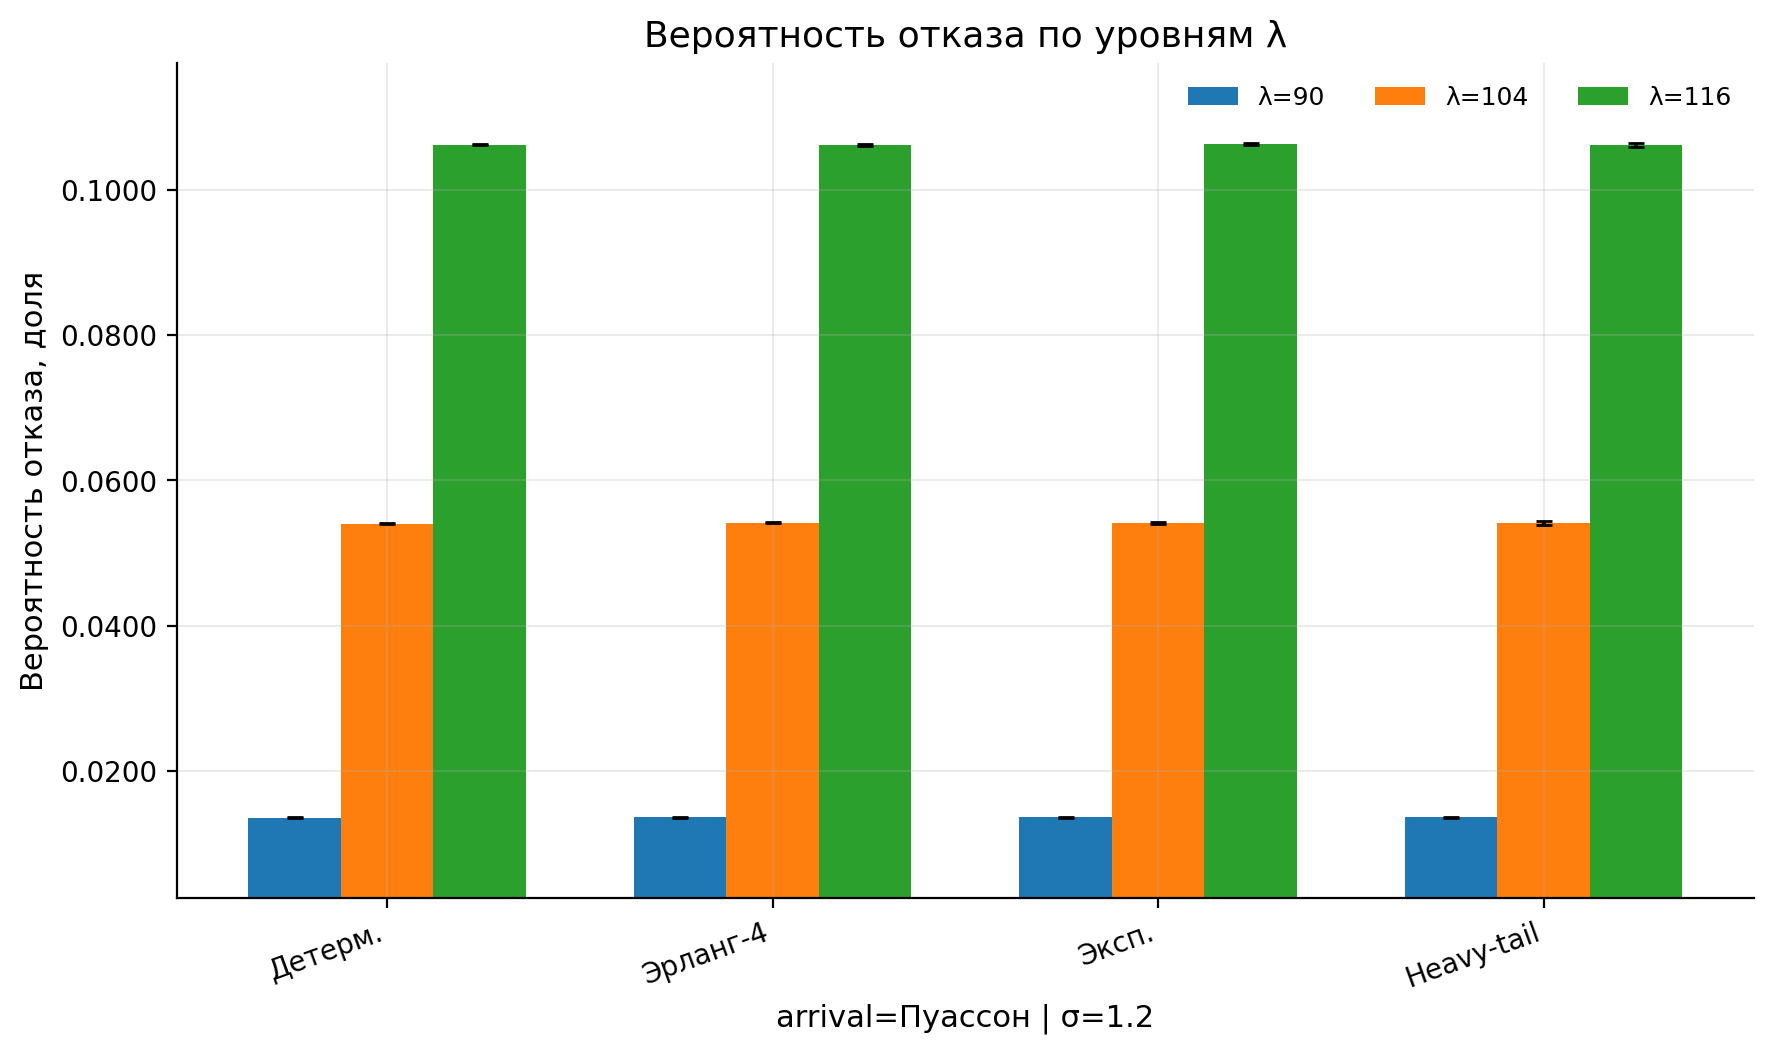 Вероятность отказа по уровням λ
λ=90 λ=104 λ=116
Вероятность отказа, доля
0.1000
0.0800
0.0600
0.0400
0.0200
Детерм. Эрланг-4 Эксп. Heavy-tail
arrival=Пуассон | σ=1.2